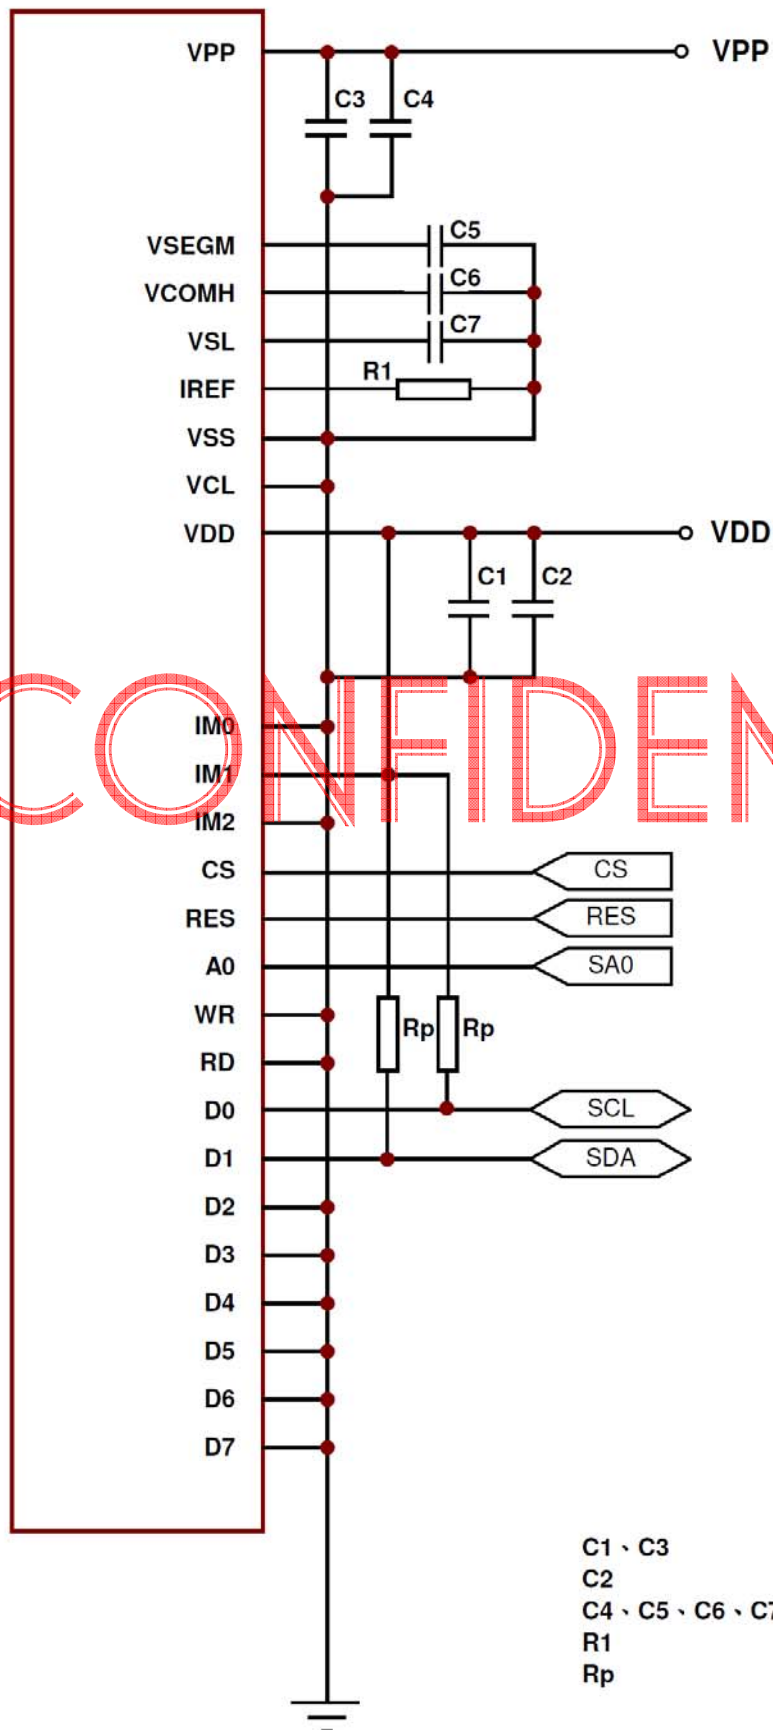 VPP
VPP
C3
C4
VSEGM
C5
VCOMH
C6
VSL
C7
IREF
R1
VSS
VCL
VDD
VDD
C1
C2
CONFIDEN
IM0
IM1
IM2
CS
CS
RES
RES
A0
SA0
WR
Rp
Rp
RD
D0
SCL
D1
SDA
D2
D3
D4
D5
D6
D7
C1、C3
C2
C4、C5、C6、C7
R1
Rp